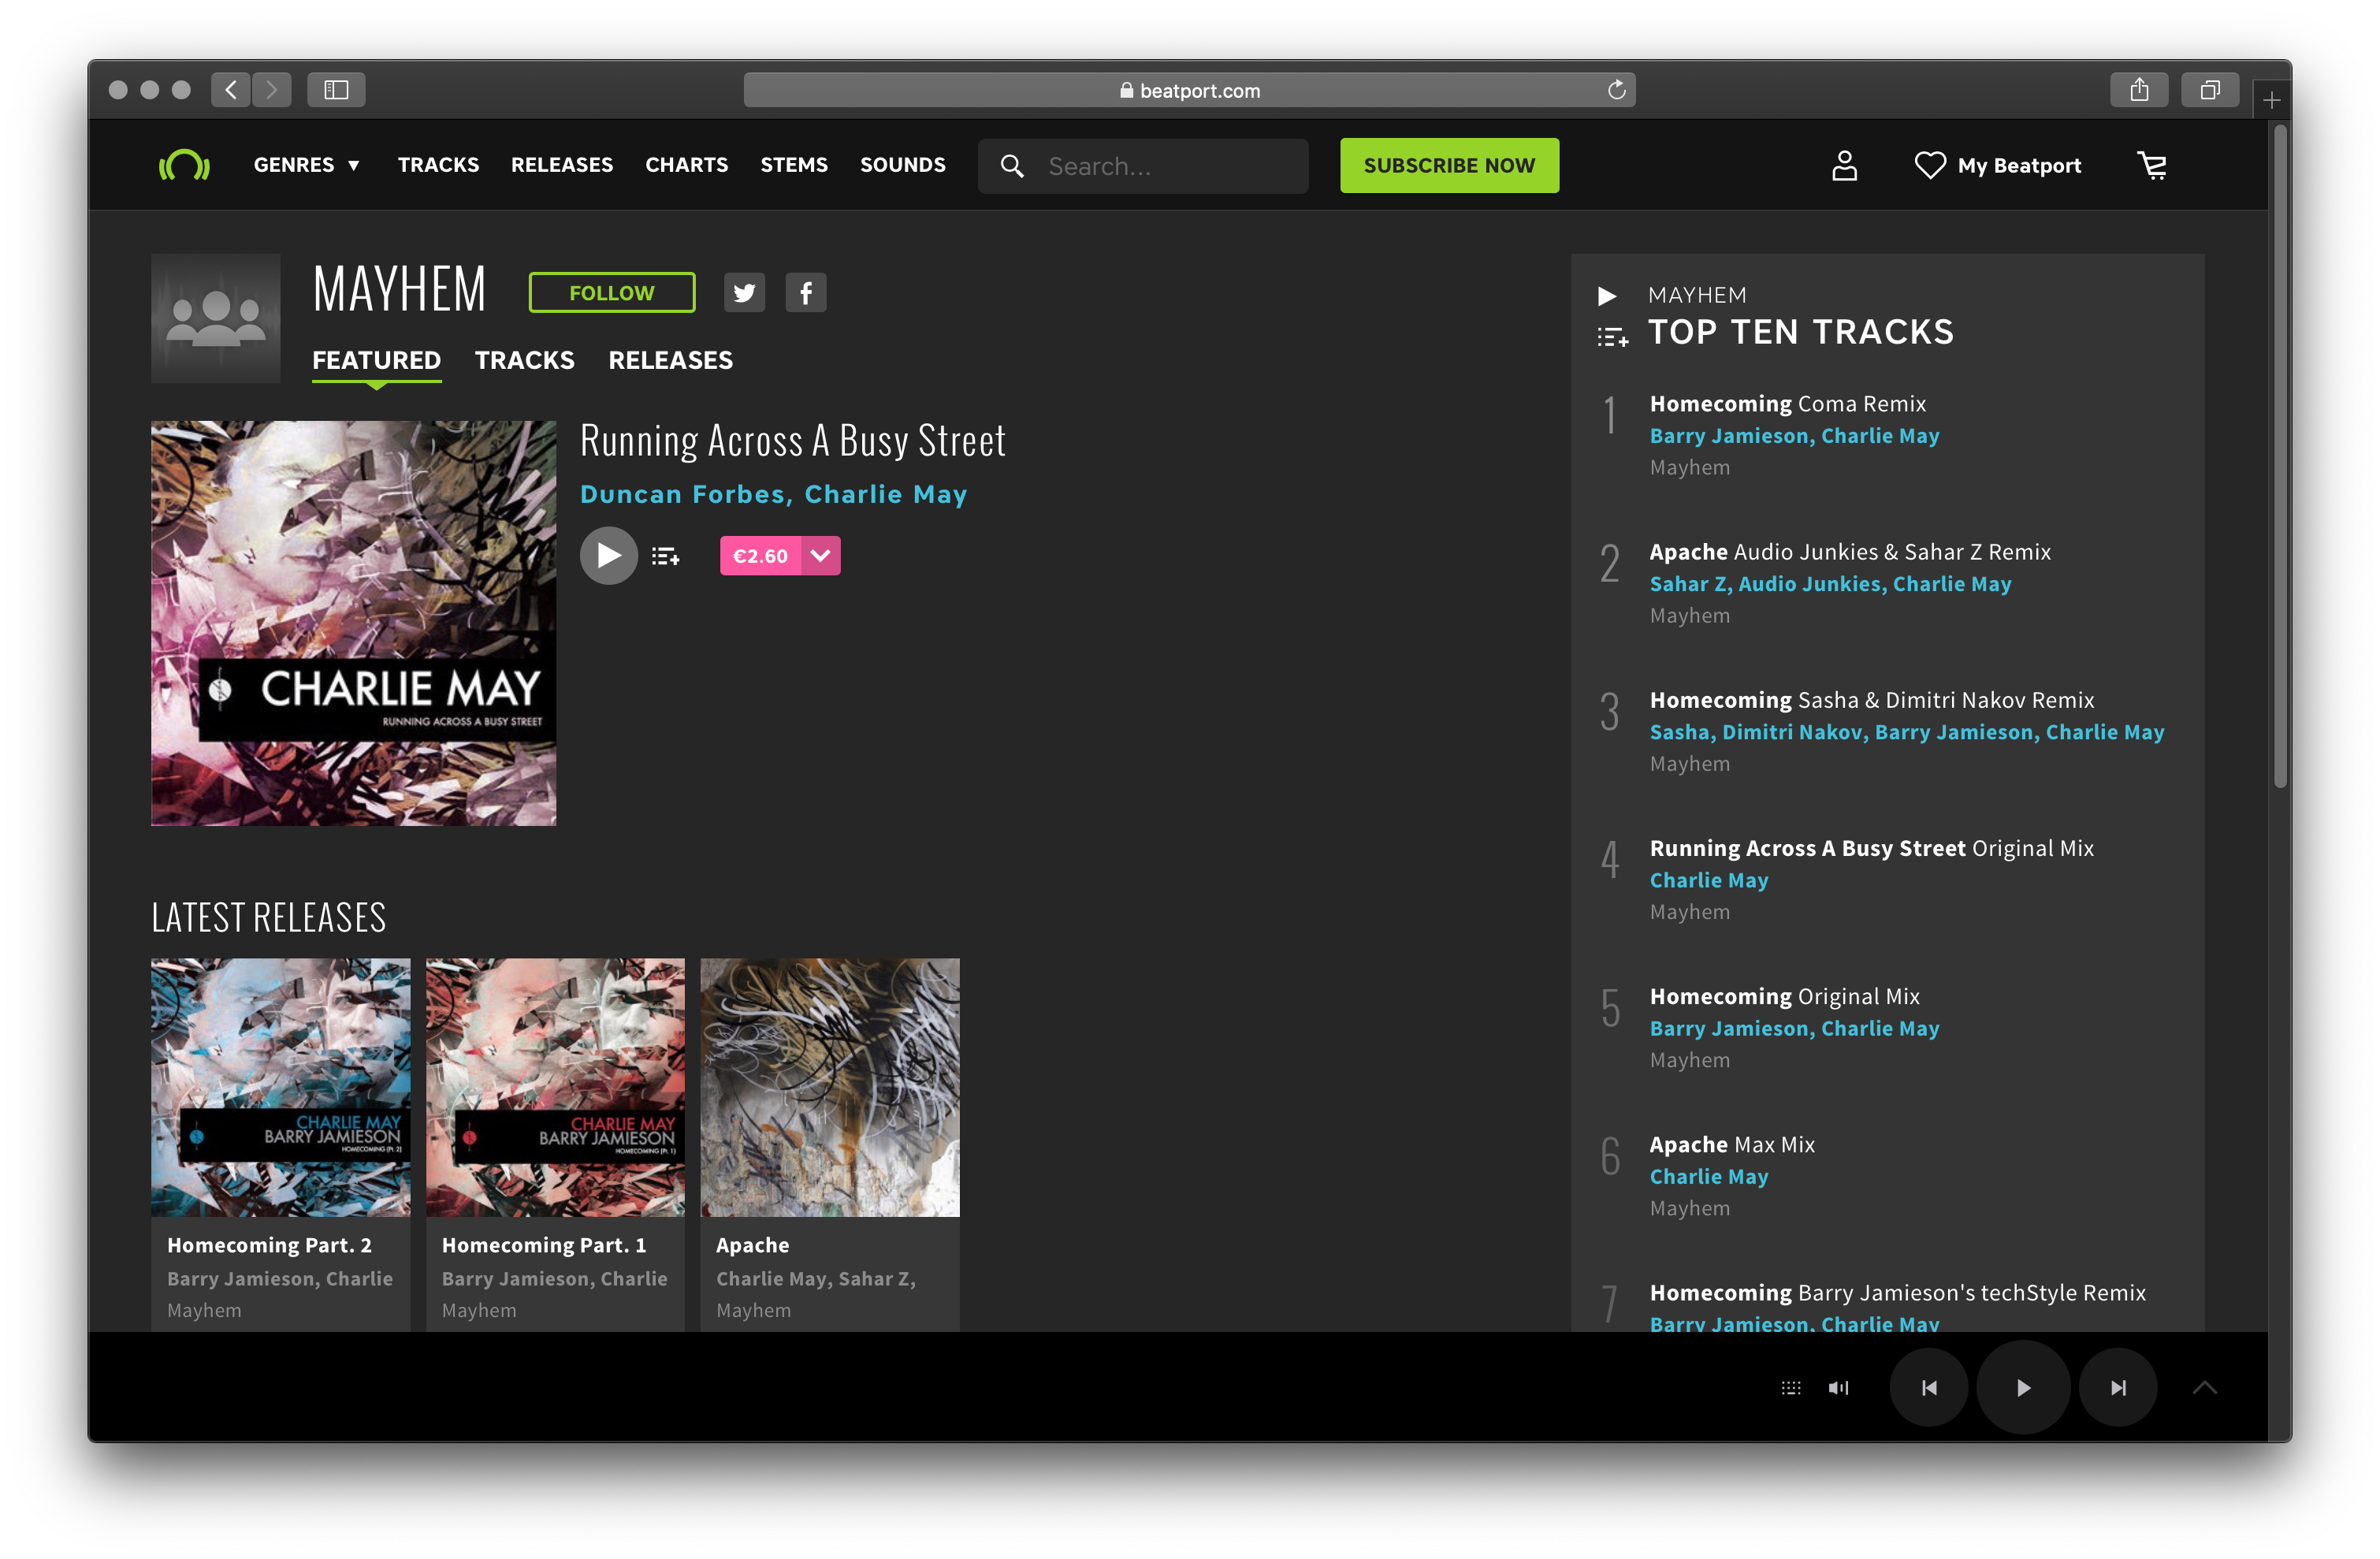 beatport.com
GENRES ▼ TRACKS RELEASES CHARTS STEMS SOUNDS Search... SUBSCRIBE NOW My Beatport
MAYHEM FOLLOW
FEATURED TRACKS RELEASES
Running Across A Busy Street
Duncan Forbes, Charlie May
€2.60
CHARLIE MAY
RUNNING ACROSS A BUSY STREET
LATEST RELEASES
CHARLIE MAY
BARRY JAMIESON
HOMECOMING (Pt. 2)
Homecoming Part. 2
Barry Jamieson, Charlie
Mayhem
CHARLIE MAY
BARRY JAMIESON
HOMECOMING (Pt. 1)
Homecoming Part. 1
Barry Jamieson, Charlie
Mayhem
Apache
Charlie May, Sahar Z,
Mayhem
MAYHEM
TOP TEN TRACKS
1
Homecoming Coma Remix
Barry Jamieson, Charlie May
Mayhem
2
Apache Audio Junkies & Sahar Z Remix
Sahar Z, Audio Junkies, Charlie May
Mayhem
3
Homecoming Sasha & Dimitri Nakov Remix
Sasha, Dimitri Nakov, Barry Jamieson, Charlie May
Mayhem
4
Running Across A Busy Street Original Mix
Charlie May
Mayhem
5
Homecoming Original Mix
Barry Jamieson, Charlie May
Mayhem
6
Apache Max Mix
Charlie May
Mayhem
7
Homecoming Barry Jamieson's techStyle Remix
Barry Jamieson, Charlie May